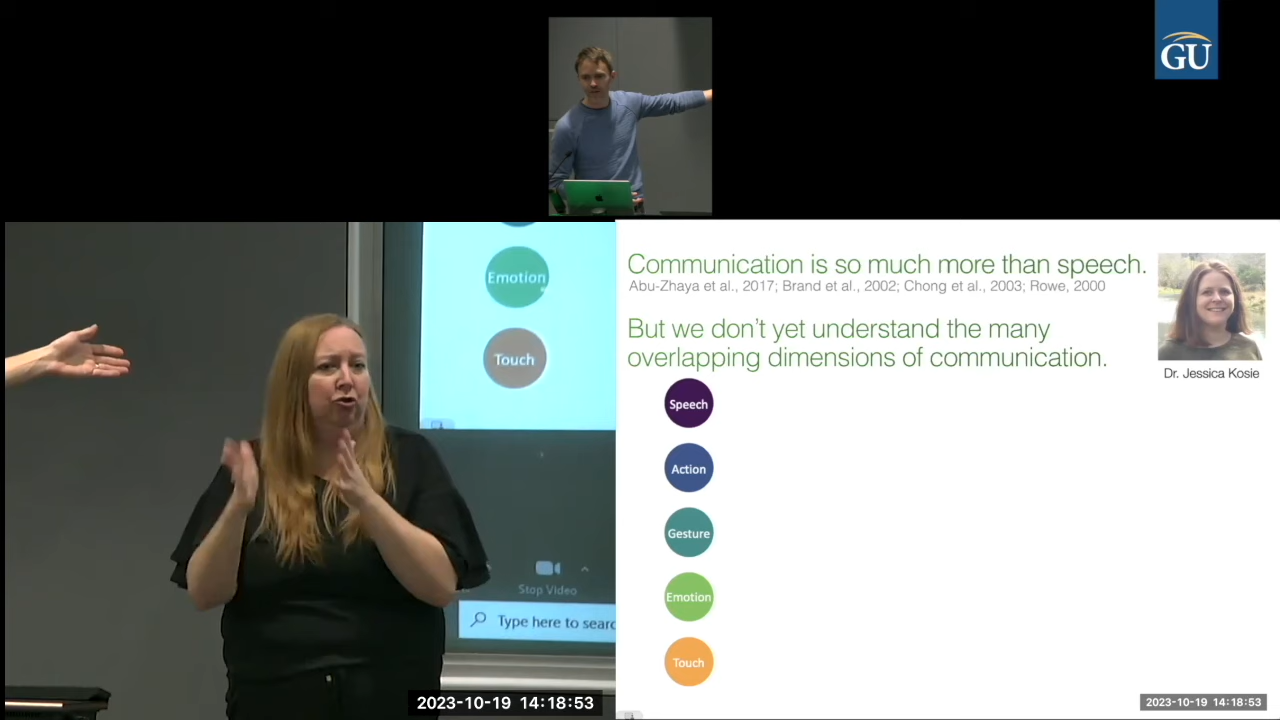 GU
Emotion
Touch
Stop Video
Type here to searc
2023-10-19 14:18:53
Communication is so much more than speech.
Abu-Zhaya et al., 2017; Brand et al., 2002; Chong et al., 2003; Rowe, 2000
But we don't yet understand the many
overlapping dimensions of communication.
Dr. Jessica Kosie
Speech
Action
Gesture
Emotion
Touch
2023-10-19 14:18:53